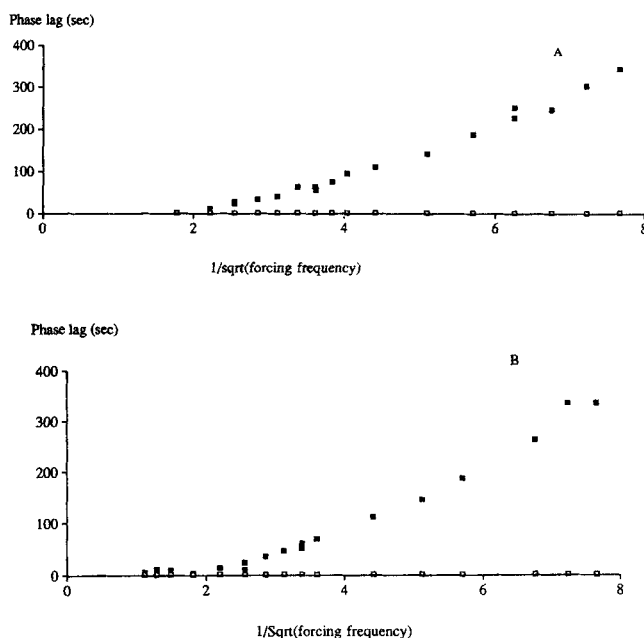 Phase lag (sec)
A
400
300
200
100
0
0 2 4 6 8
1/sqrt(forcing frequency)
Phase lag (sec)
B
400
300
200
100
0
0 2 4 6 8
1/Sqrt(forcing frequency)